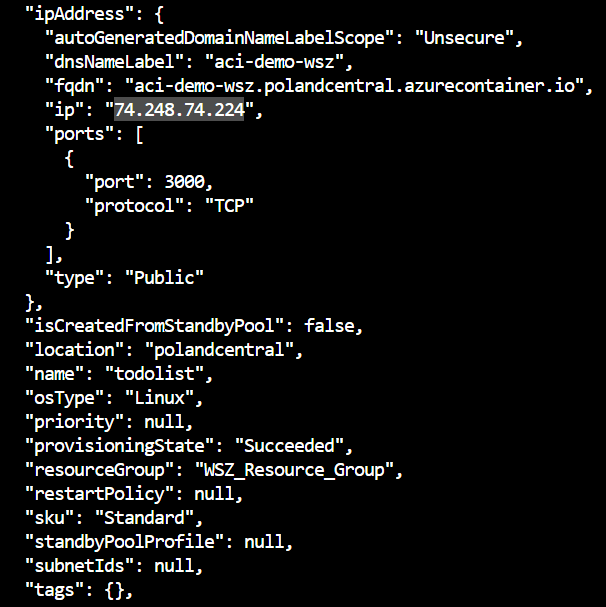 "ipAddress": {
"autoGeneratedDomainNameLabelScope": "Unsecure",
"dnsNameLabel": "aci-demo-wsz",
"fqdn": "aci-demo-wsz.polandcentral.azurecontainer.io",
"ip": "74.248.74.224",
"ports": [
{
"port": 3000,
"protocol": "TCP"
}
],
"type": "Public"
},
"isCreatedFromStandbyPool": false,
"location": "polandcentral",
"name": "todolist",
"osType": "Linux",
"priority": null,
"provisioningState": "Succeeded",
"resourceGroup": "WSZ_Resource_Group",
"restartPolicy": null,
"sku": "Standard",
"standbyPoolProfile": null,
"subnetIds": null,
"tags": {},